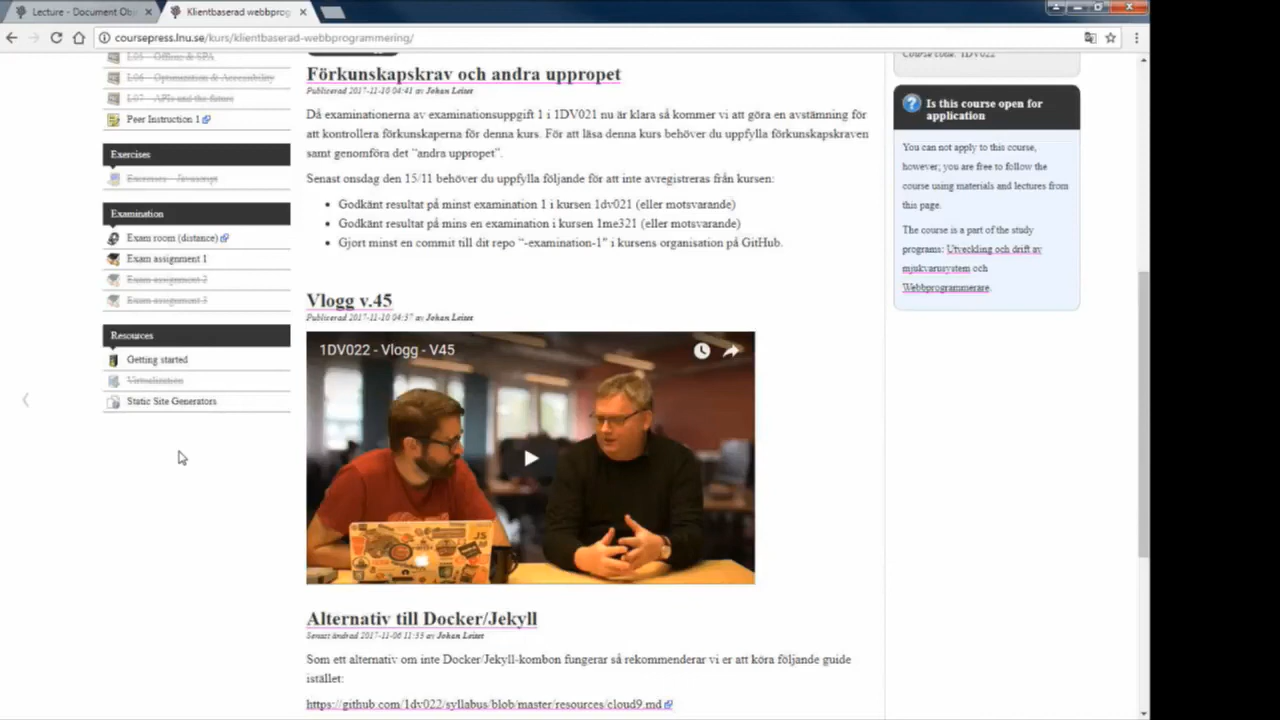 Lecture - Document Ob
Klientbaserad webbprog
coursepress.lnu.se/kurs/klientbaserad-webbprogrammering/
L05 - Offline & SPA
L06 - Optimization & Accessibility
L07 - APIs and the future
Peer Instruction 1
Exercises
Exercises - Javascript
Examination
Exam room (distance)
Exam assignment 1
Exam assignment 2
Exam assignment 3
Resources
Getting started
Virtualization
Static Site Generators
Förkunskapskrav och andra uppropet
Publicerad 2017-11-10 04:41 av Johan Leitet
Då examinationerna av examinationsuppgift 1 i 1DV021 nu är klara så kommer vi att göra en avstämning för
att kontrollera förkunskaperna för denna kurs. För att läsa denna kurs behöver du uppfylla förkunskapskraven
samt genomföra det "andra uppropet".
Senast onsdag den 15/11 behöver du uppfylla följande för att inte avregistreras från kursen:
Godkänt resultat på minst examination 1 i kursen 1dv021 (eller motsvarande)
Godkänt resultat på mins en examination i kursen 1me321 (eller motsvarande)
Gjort minst en commit till dit repo "-examination-1" i kursens organisation på GitHub.
Vlogg v.45
Publicerad 2017-11-10 04:37 av Johan Leitet
1DV022 - Vlogg - V45
JS
Alternativ till Docker/Jekyll
Senast ändrad 2017-11-06 11:35 av Johan Leitet
Som ett alternativ om inte Docker/Jekyll-kombon fungerar så rekommenderar vi er att köra följande guide
istället:
https://github.com/1dv022/syllabus/blob/master/resources/cloud9.md
Course code: 1DV022
Is this course open for
application
You can not apply to this course,
however; you are free to follow the
course using materials and lectures from
this page.
The course is a part of the study
programs: Utveckling och drift av
mjukvarusystem och
Webbprogrammerare.